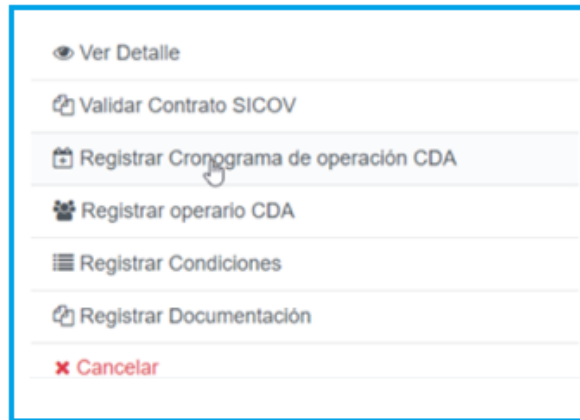 Ver Detalle
Validar Contrato SICOV
Registrar Cronograma de operación CDA
Registrar operario CDA
Registrar Condiciones
Registrar Documentación
Cancelar